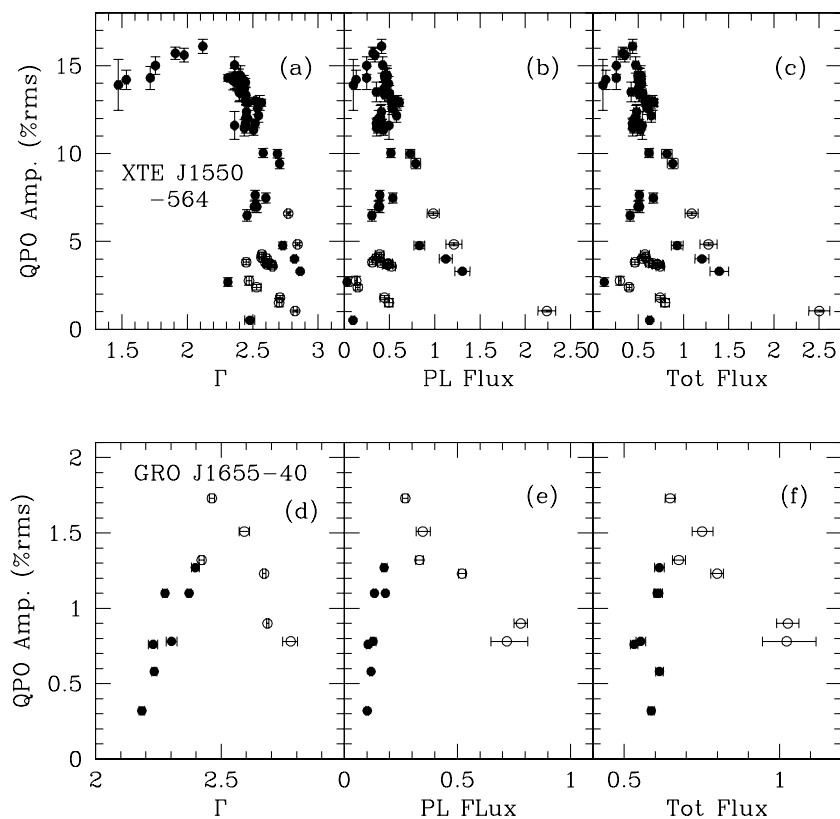 QPO Amp. (%rms)
15
10
5
0
(a)
XTE J1550
−564
(b)
(c)
1.5 2 2.5 3 0 0.5 1 1.5 2 2.5 0 0.5 1 1.5 2 2.5
Γ PL Flux Tot Flux
QPO Amp. (%rms)
2
1.5
1
0.5
0
GRO J1655−40
(d)
(e)
(f)
2 2.5 0 0.5 1 0.5 1
Γ PL FLux Tot Flux